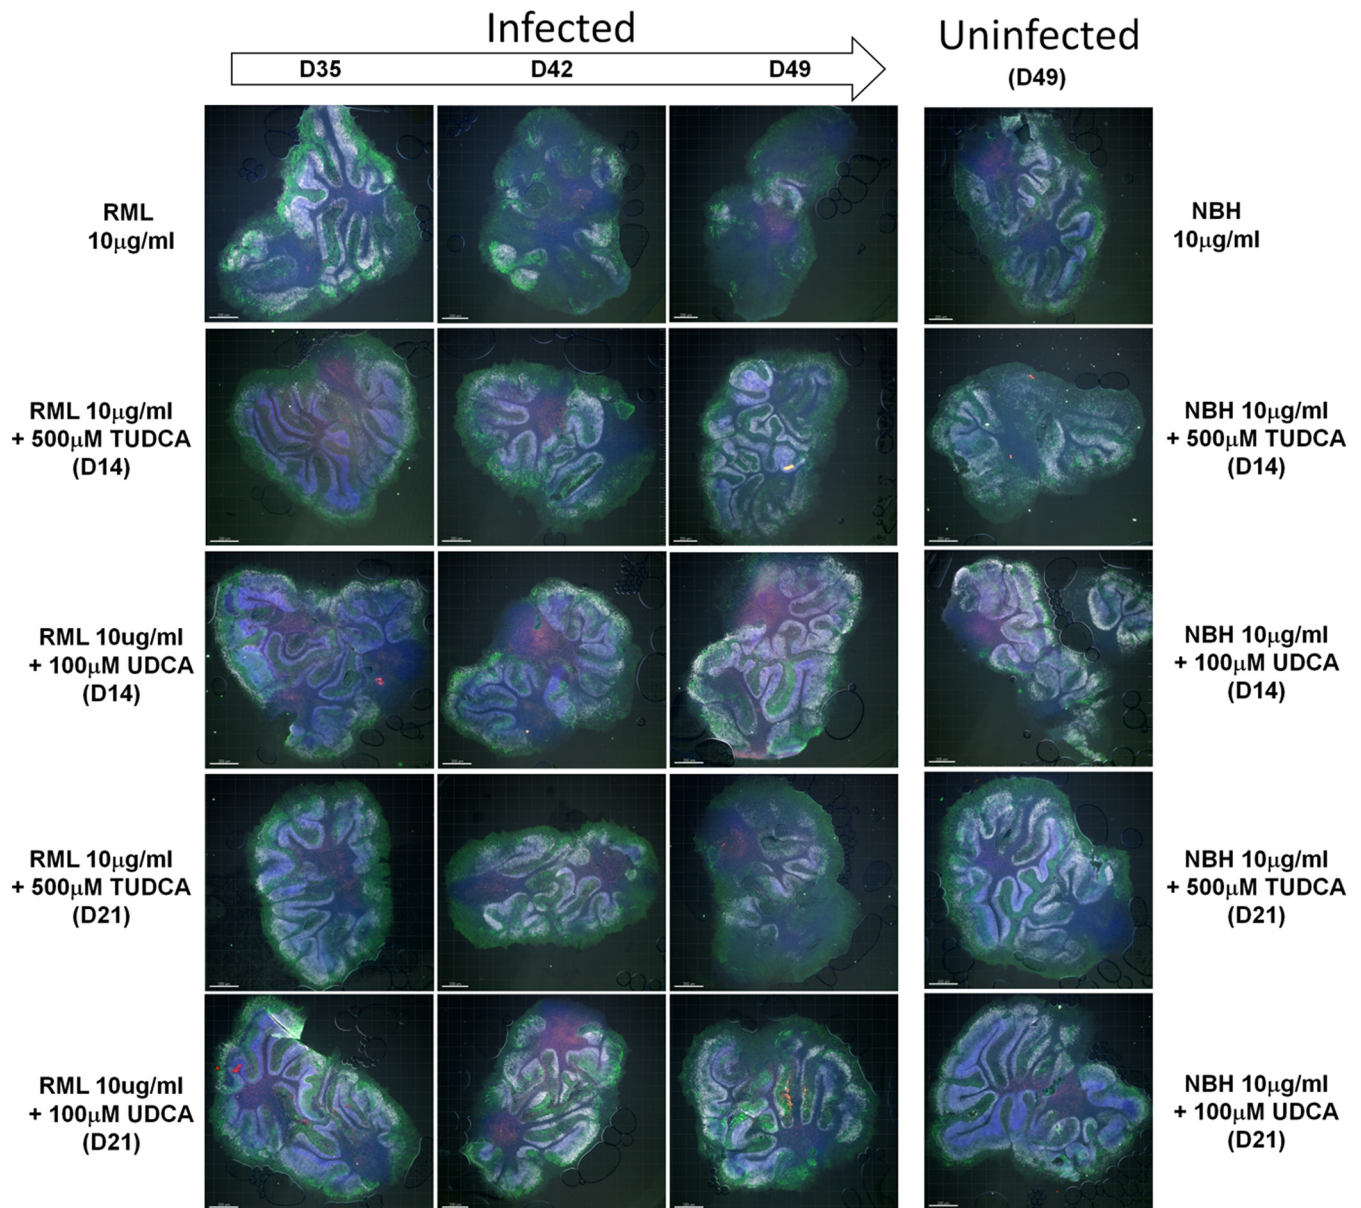 Infected
Uninfected
D35
D42
D49
(D49)
RML
10μg/ml
NBH
10μg/ml
RML 10μg/ml
+ 500μM TUDCA
(D14)
NBH 10μg/ml
+ 500μM TUDCA
(D14)
RML 10ug/ml
+ 100μM UDCA
(D14)
NBH 10μg/ml
+ 100μM UDCA
(D14)
RML 10μg/ml
+ 500μM TUDCA
(D21)
NBH 10μg/ml
+ 500μM TUDCA
(D21)
RML 10ug/ml
+ 100μM UDCA
(D21)
NBH 10μg/ml
+ 100μM UDCA
(D21)